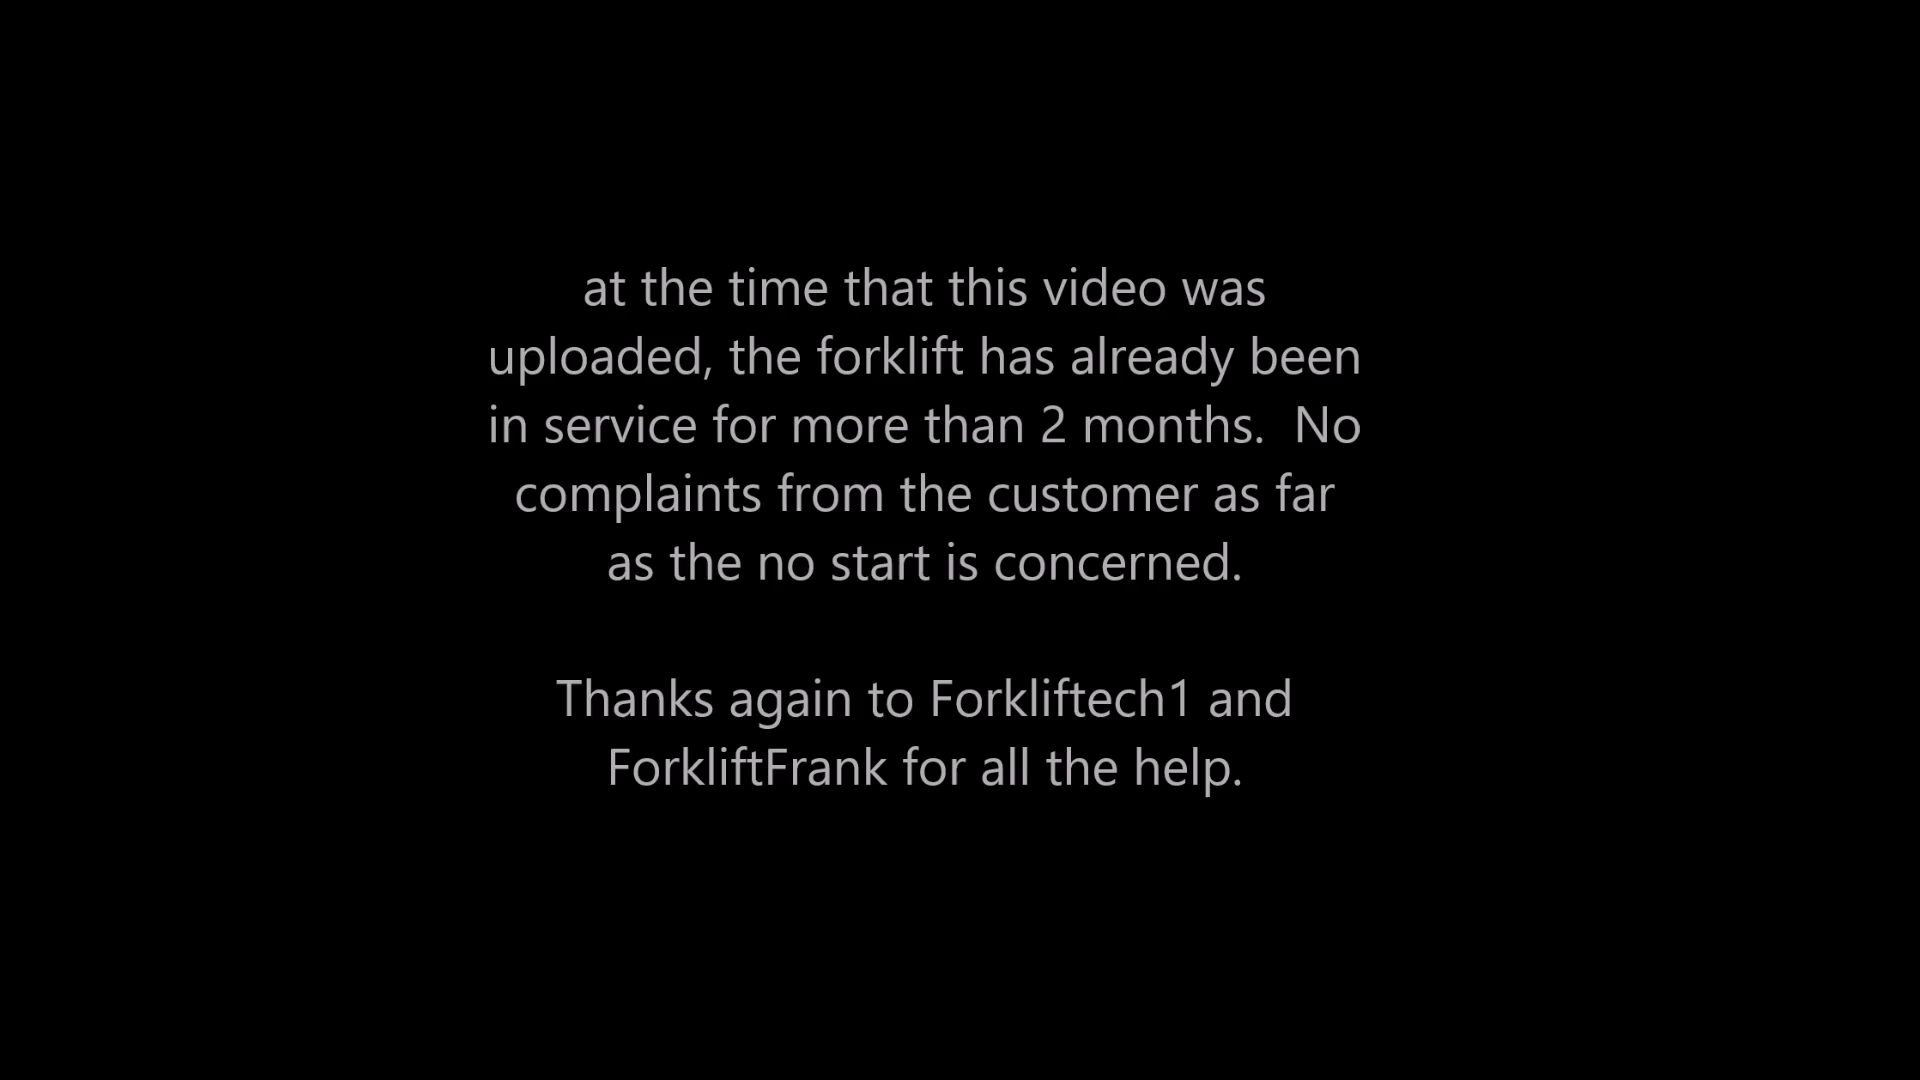 at the time that this video was
uploaded, the forklift has already been
in service for more than 2 months.  No
complaints from the customer as far
as the no start is concerned.
Thanks again to Forkliftech1 and
ForkliftFrank for all the help.